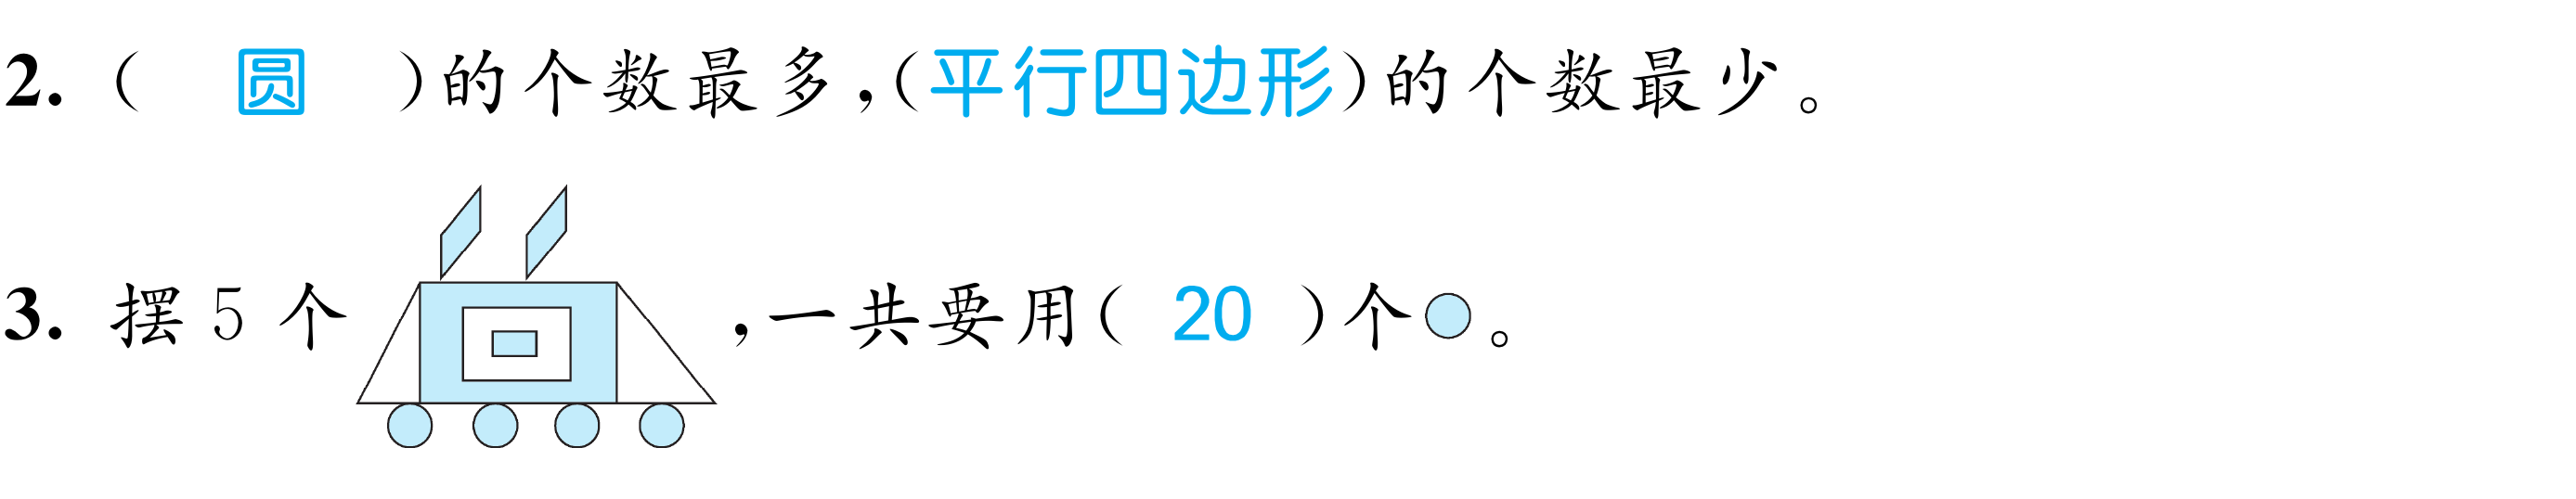 2. ( 圆 )的个数最多,(平行四边形)的个数最少。
3. 摆 5 个 ,一共要用( 20 )个 。